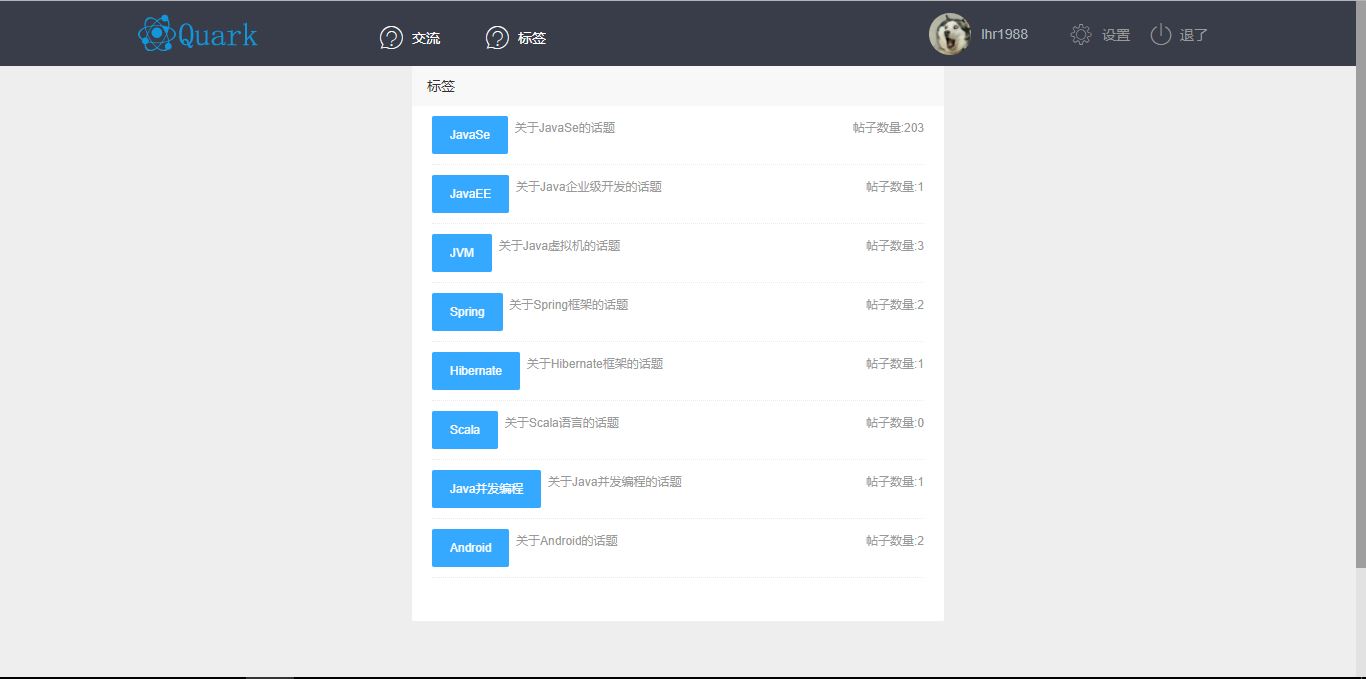 Quark 交流 标签 lhr1988 设置 退了
标签
JavaSe 关于JavaSe的话题 帖子数量:203
JavaEE 关于Java企业级开发的话题 帖子数量:1
JVM 关于Java虚拟机的话题 帖子数量:3
Spring 关于Spring框架的话题 帖子数量:2
Hibernate 关于Hibernate框架的话题 帖子数量:1
Scala 关于Scala语言的话题 帖子数量:0
Java并发编程 关于Java并发编程的话题 帖子数量:1
Android 关于Android的话题 帖子数量:2